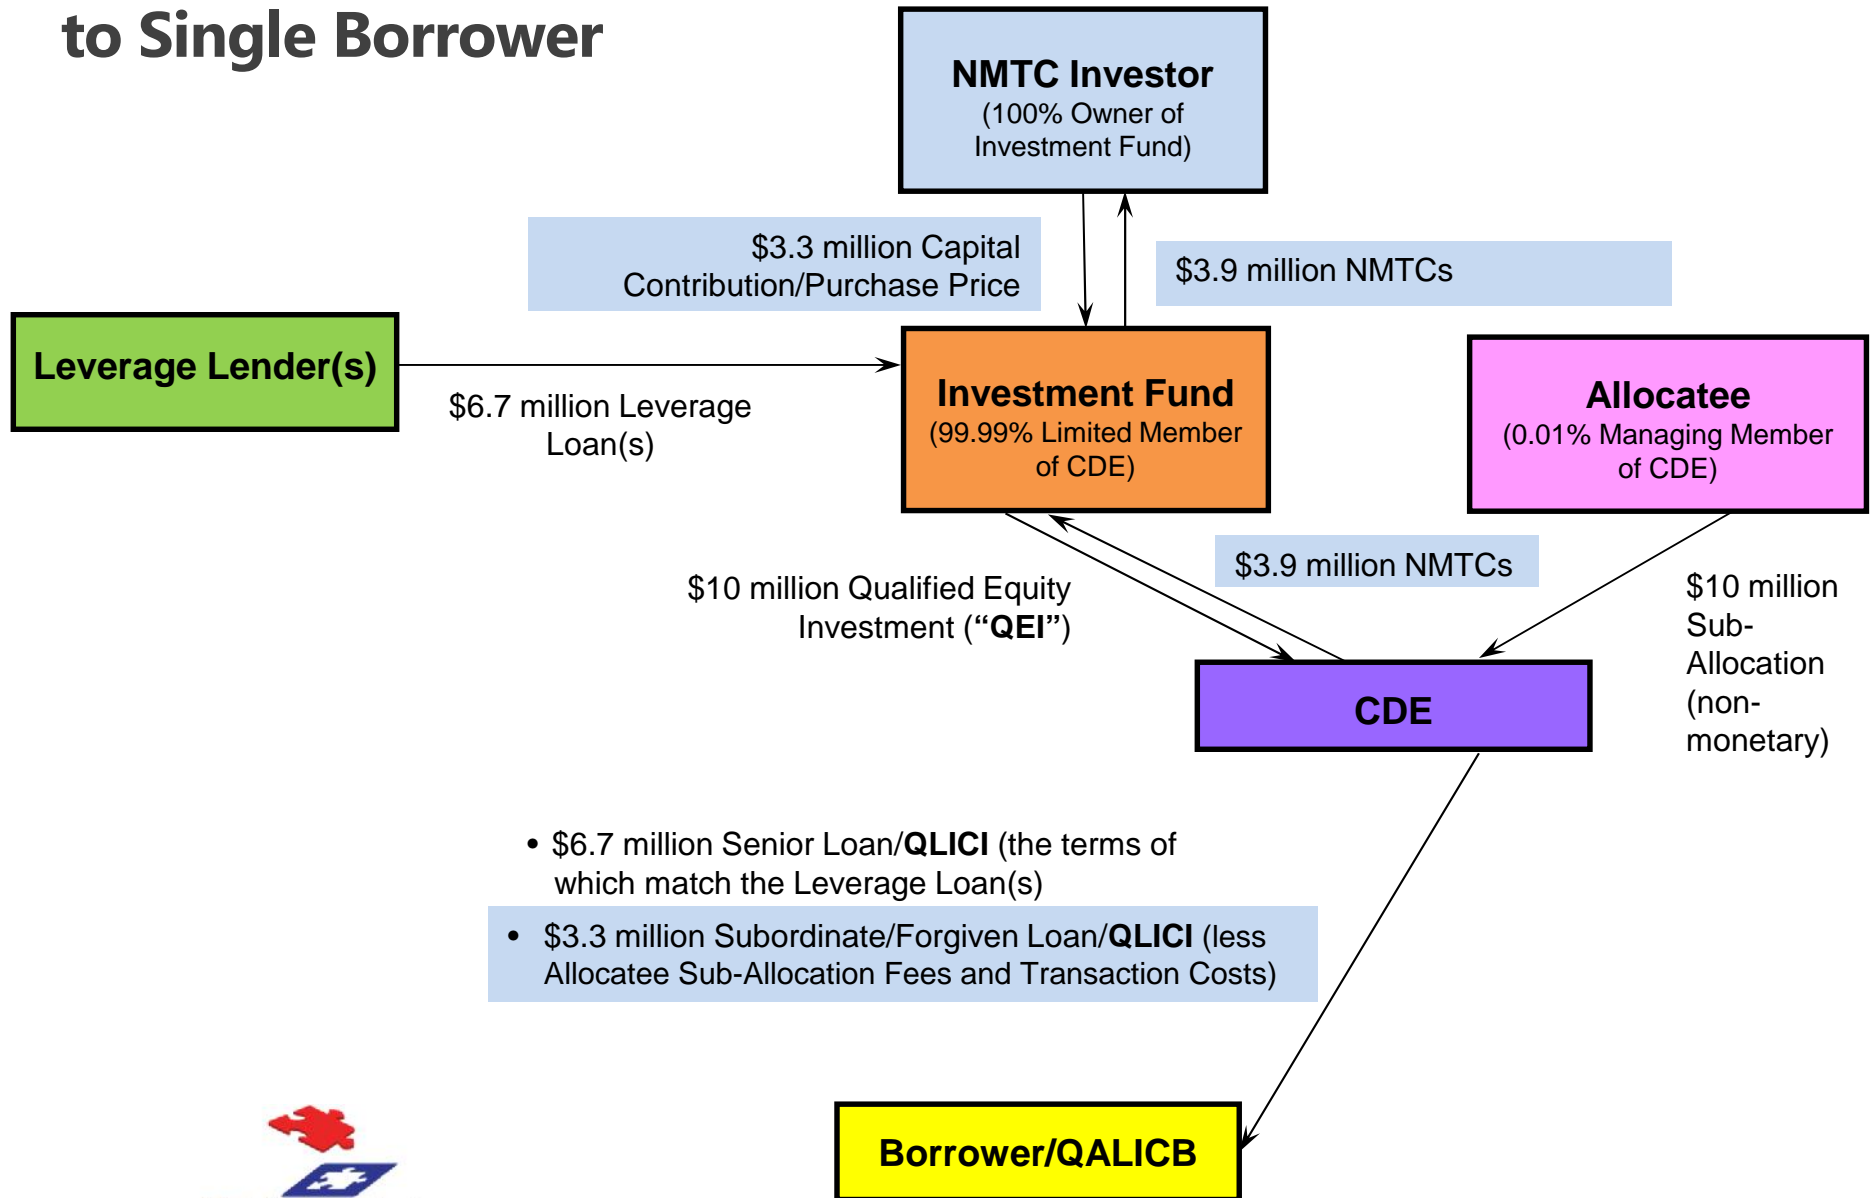 to Single Borrower
NMTC Investor
(100% Owner of
Investment Fund)
$3.3 million Capital
Contribution/Purchase Price
$3.9 million NMTCs
Leverage Lender(s)
$6.7 million Leverage
Loan(s)
Investment Fund
(99.99% Limited Member
of CDE)
Allocatee
(0.01% Managing Member
of CDE)
$10 million Qualified Equity
Investment (“QEI”)
$3.9 million NMTCs
$10 million
Sub-
Allocation
(non-
monetary)
CDE
• $6.7 million Senior Loan/QLICI (the terms of
which match the Leverage Loan(s)
• $3.3 million Subordinate/Forgiven Loan/QLICI (less
Allocatee Sub-Allocation Fees and Transaction Costs)
Borrower/QALICB